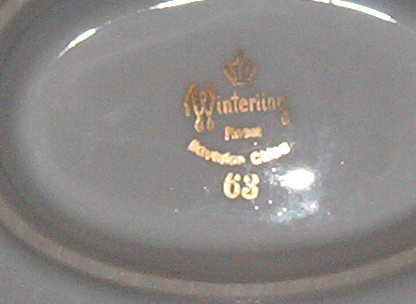 Winterling
Bavarian China
63